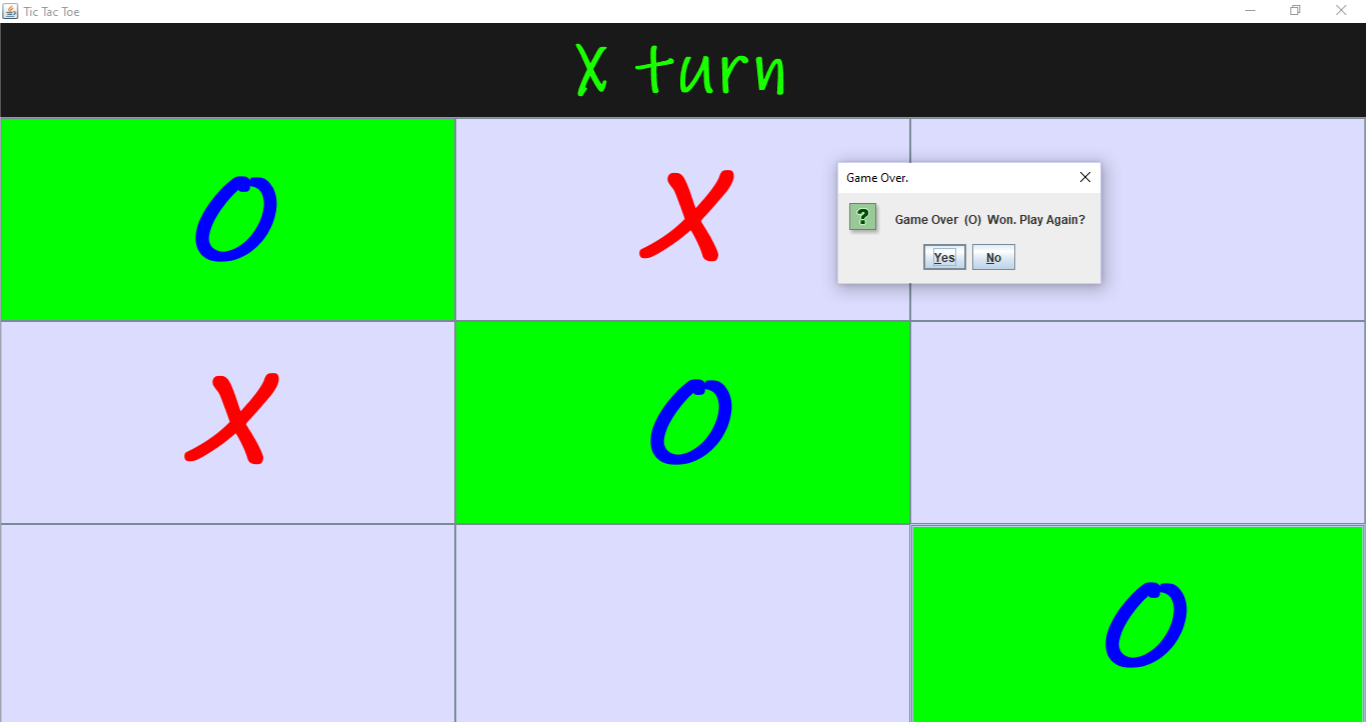 Tic Tac Toe
X turn
O X
Game Over.
Game Over (O) Won. Play Again?
Yes No
X O
O